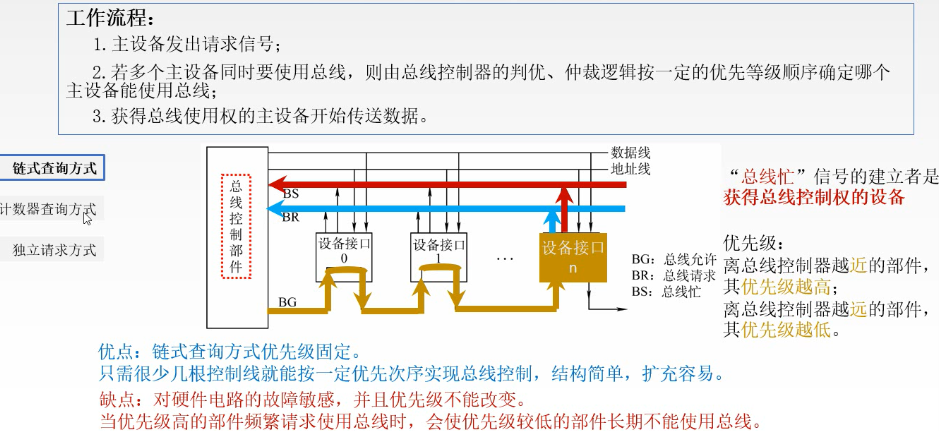 工作流程：
1.主设备发出请求信号；
2.若多个主设备同时要使用总线，则由总线控制器的判优、仲裁逻辑按一定的优先等级顺序确定哪个
主设备能使用总线；
3.获得总线使用权的主设备开始传送数据。
链式查询方式
计数器查询方式
独立请求方式
总线控制部件
数据线
地址线
BS
BR
设备接口
0
设备接口
1
···
设备接口
n
BG
BG：总线允许
BR：总线请求
BS：总线忙
“总线忙”信号的建立者是
获得总线控制权的设备
优先级：
离总线控制器越近的部件，
其优先级越高；
离总线控制器越远的部件，
其优先级越低。
优点：链式查询方式优先级固定。
只需很少几根控制线就能按一定优先次序实现总线控制，结构简单，扩充容易。
缺点：对硬件电路的故障敏感，并且优先级不能改变。
当优先级高的部件频繁请求使用总线时，会使优先级较低的部件长期不能使用总线。